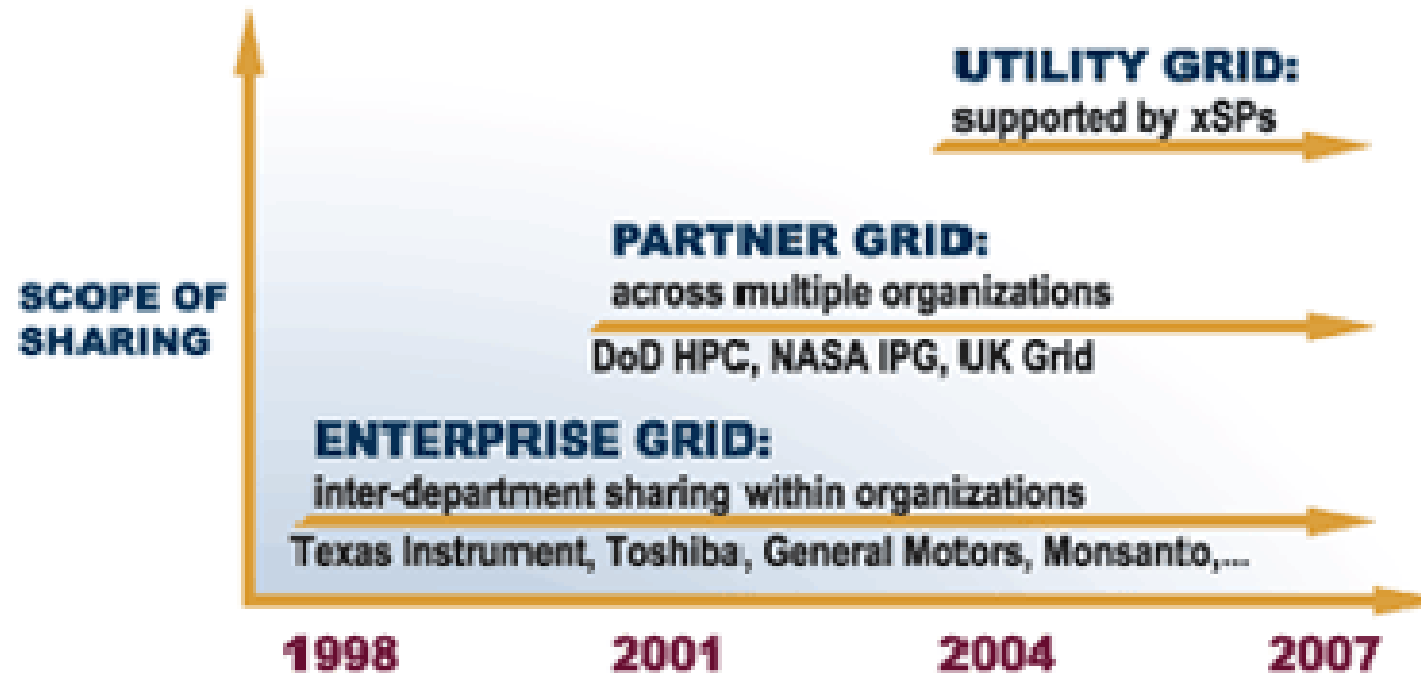 UTILITY GRID:
supported by xSPs
PARTNER GRID:
across multiple organizations
DoD HPC, NASA IPG, UK Grid
SCOPE OF
SHARING
ENTERPRISE GRID:
inter-department sharing within organizations
Texas Instrument, Toshiba, General Motors, Monsanto,...
1998 2001 2004 2007